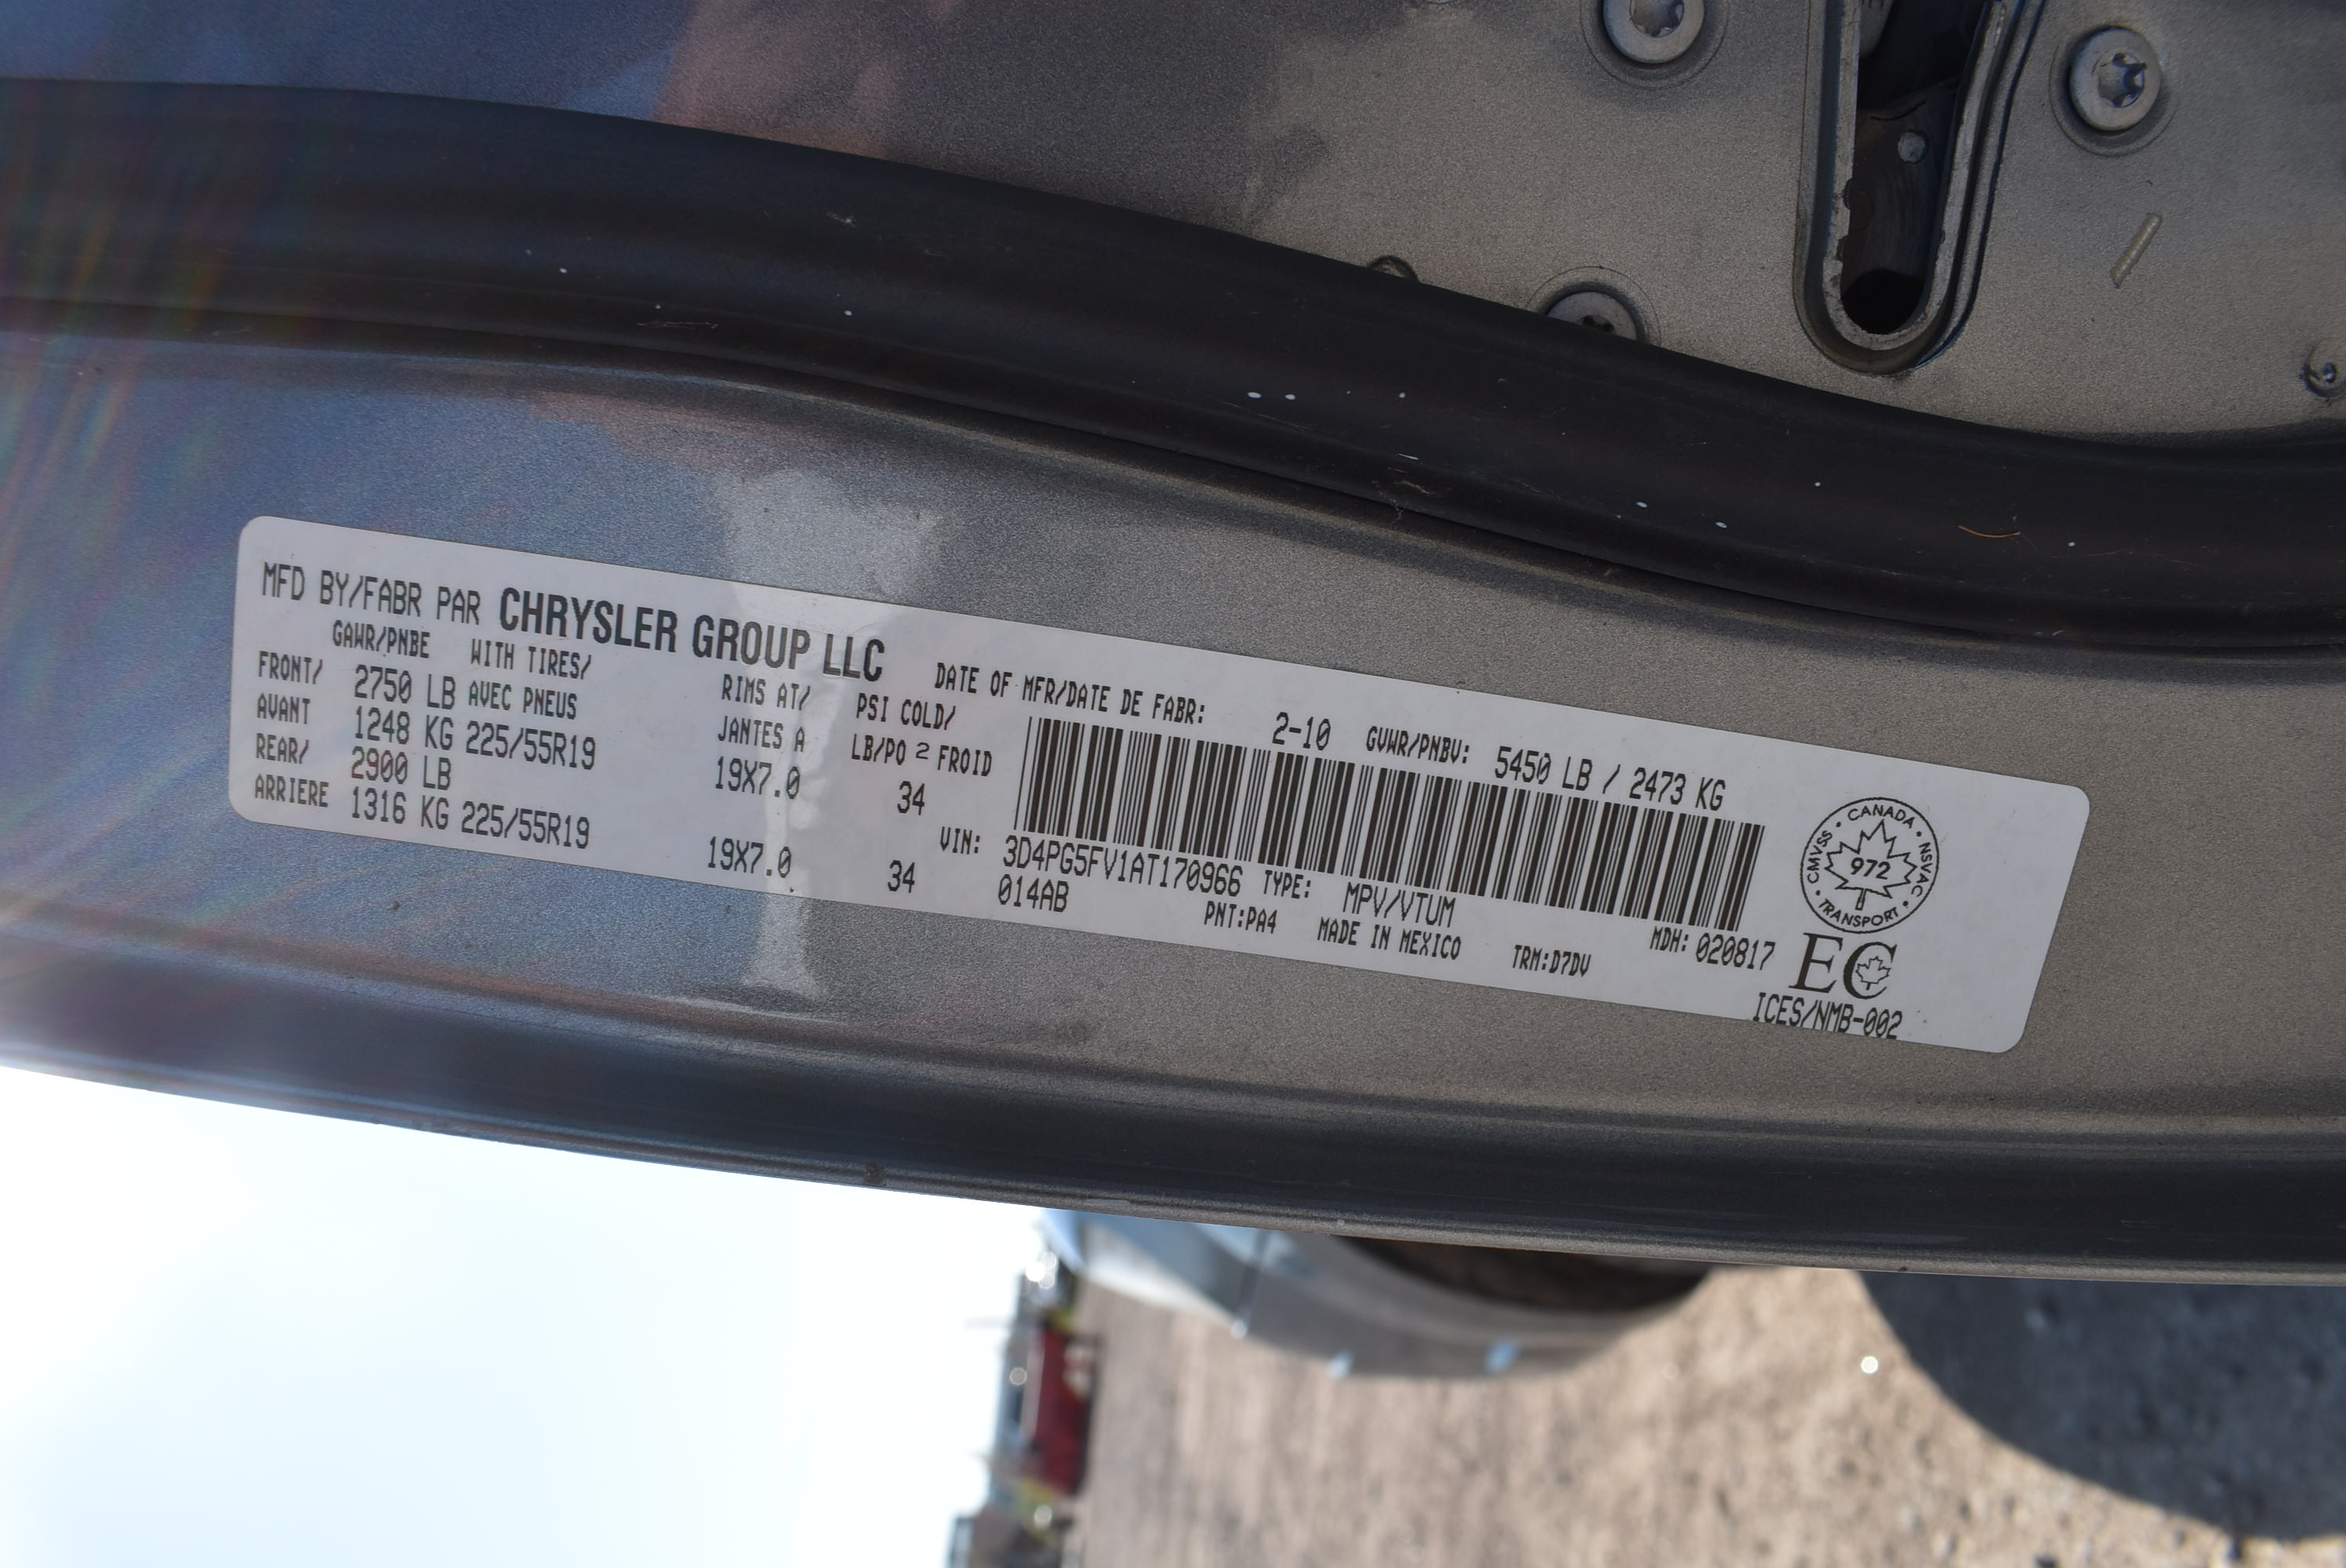 MFD BY/FABR PAR CHRYSLER GROUP LLC
DATE OF MFR/DATE DE FABR: 2-10 GVWR/PNBV: 5450 LB / 2473 KG
GAWR/PNBE WITH TIRES/ RIMS AT/ PSI COLD/
FRONT/ 2750 LB AVEC PNEUS JANTES A LB/PO 2 FROID
AVANT 1248 KG 225/55R19 19X7.0 34
REAR/ 2900 LB
ARRIERE 1316 KG 225/55R19 19X7.0 34
VIN: 3D4PG5FV1AT170966 TYPE: MPV/VTUM MDH: 020817
014AB PNT:PA4 MADE IN MEXICO TRM:D7DV
CANADA
CMVSS 972 NSVAC
TRANSPORT
EC
ICES/NMB-002